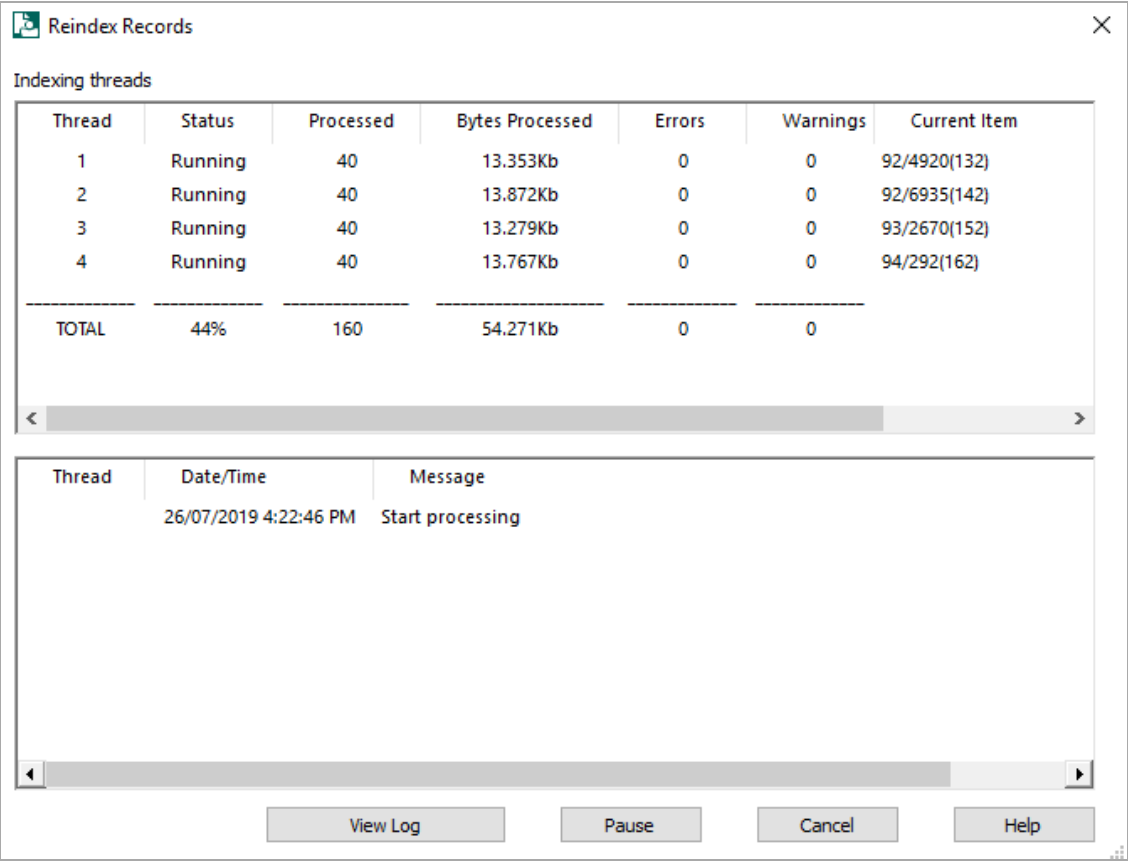 Reindex Records
Indexing threads
Thread Status Processed Bytes Processed Errors Warnings Current Item
1 Running 40 13.353Kb 0 0 92/4920(132)
2 Running 40 13.872Kb 0 0 92/6935(142)
3 Running 40 13.279Kb 0 0 93/2670(152)
4 Running 40 13.767Kb 0 0 94/292(162)
TOTAL 44% 160 54.271Kb 0 0
Thread Date/Time Message
26/07/2019 4:22:46 PM Start processing
View Log Pause Cancel Help